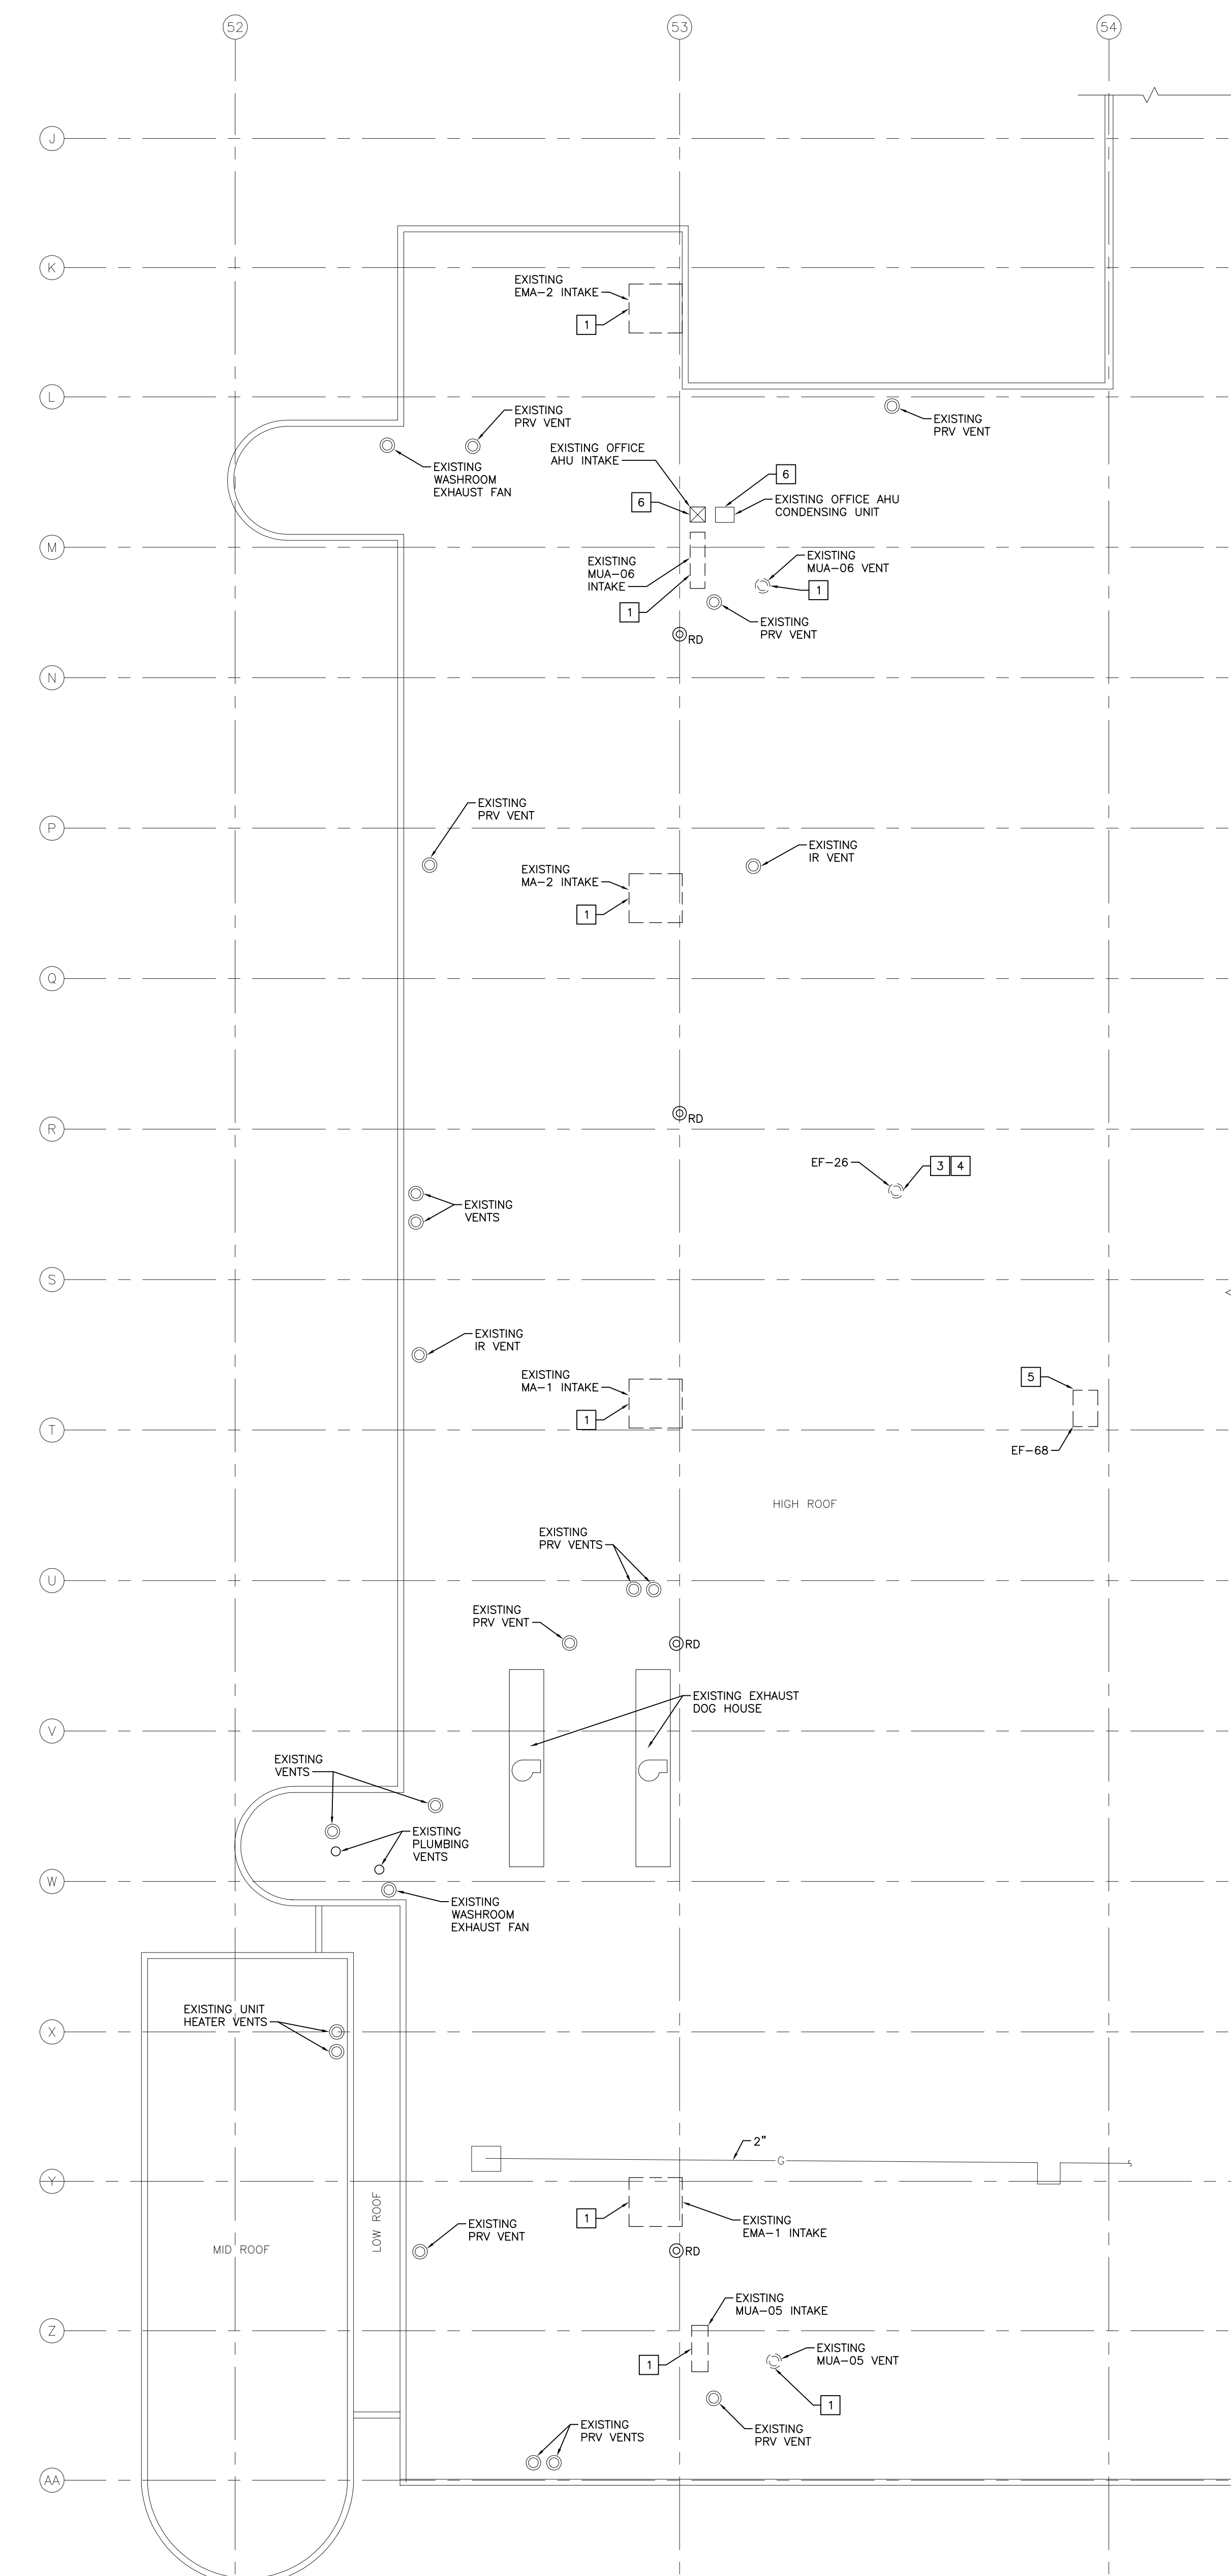 52
53
54
J
K
EXISTING
EMA-2 INTAKE
1
L
EXISTING
PRV VENT
EXISTING
PRV VENT
EXISTING
WASHROOM
EXHAUST FAN
EXISTING OFFICE
AHU INTAKE
6
6
EXISTING OFFICE AHU
CONDENSING UNIT
M
EXISTING
MUA-06
INTAKE
1
EXISTING
MUA-06 VENT
1
EXISTING
PRV VENT
RD
N
EXISTING
PRV VENT
P
EXISTING
IR VENT
EXISTING
MA-2 INTAKE
1
Q
RD
R
EF-26
3 4
EXISTING
VENTS
S
EXISTING
IR VENT
EXISTING
MA-1 INTAKE
1
5
T
EF-68
HIGH ROOF
EXISTING
PRV VENTS
U
EXISTING
PRV VENT
RD
EXISTING EXHAUST
DOG HOUSE
V
EXISTING
VENTS
EXISTING
PLUMBING
VENTS
W
EXISTING
WASHROOM
EXHAUST FAN
EXISTING UNIT
HEATER VENTS
X
2"
G
Y
1
EXISTING
EMA-1 INTAKE
EXISTING
PRV VENT
LOW ROOF
MID ROOF
RD
EXISTING
MUA-05 INTAKE
Z
EXISTING
MUA-05 VENT
1
1
EXISTING
PRV VENT
EXISTING
PRV VENTS
AA